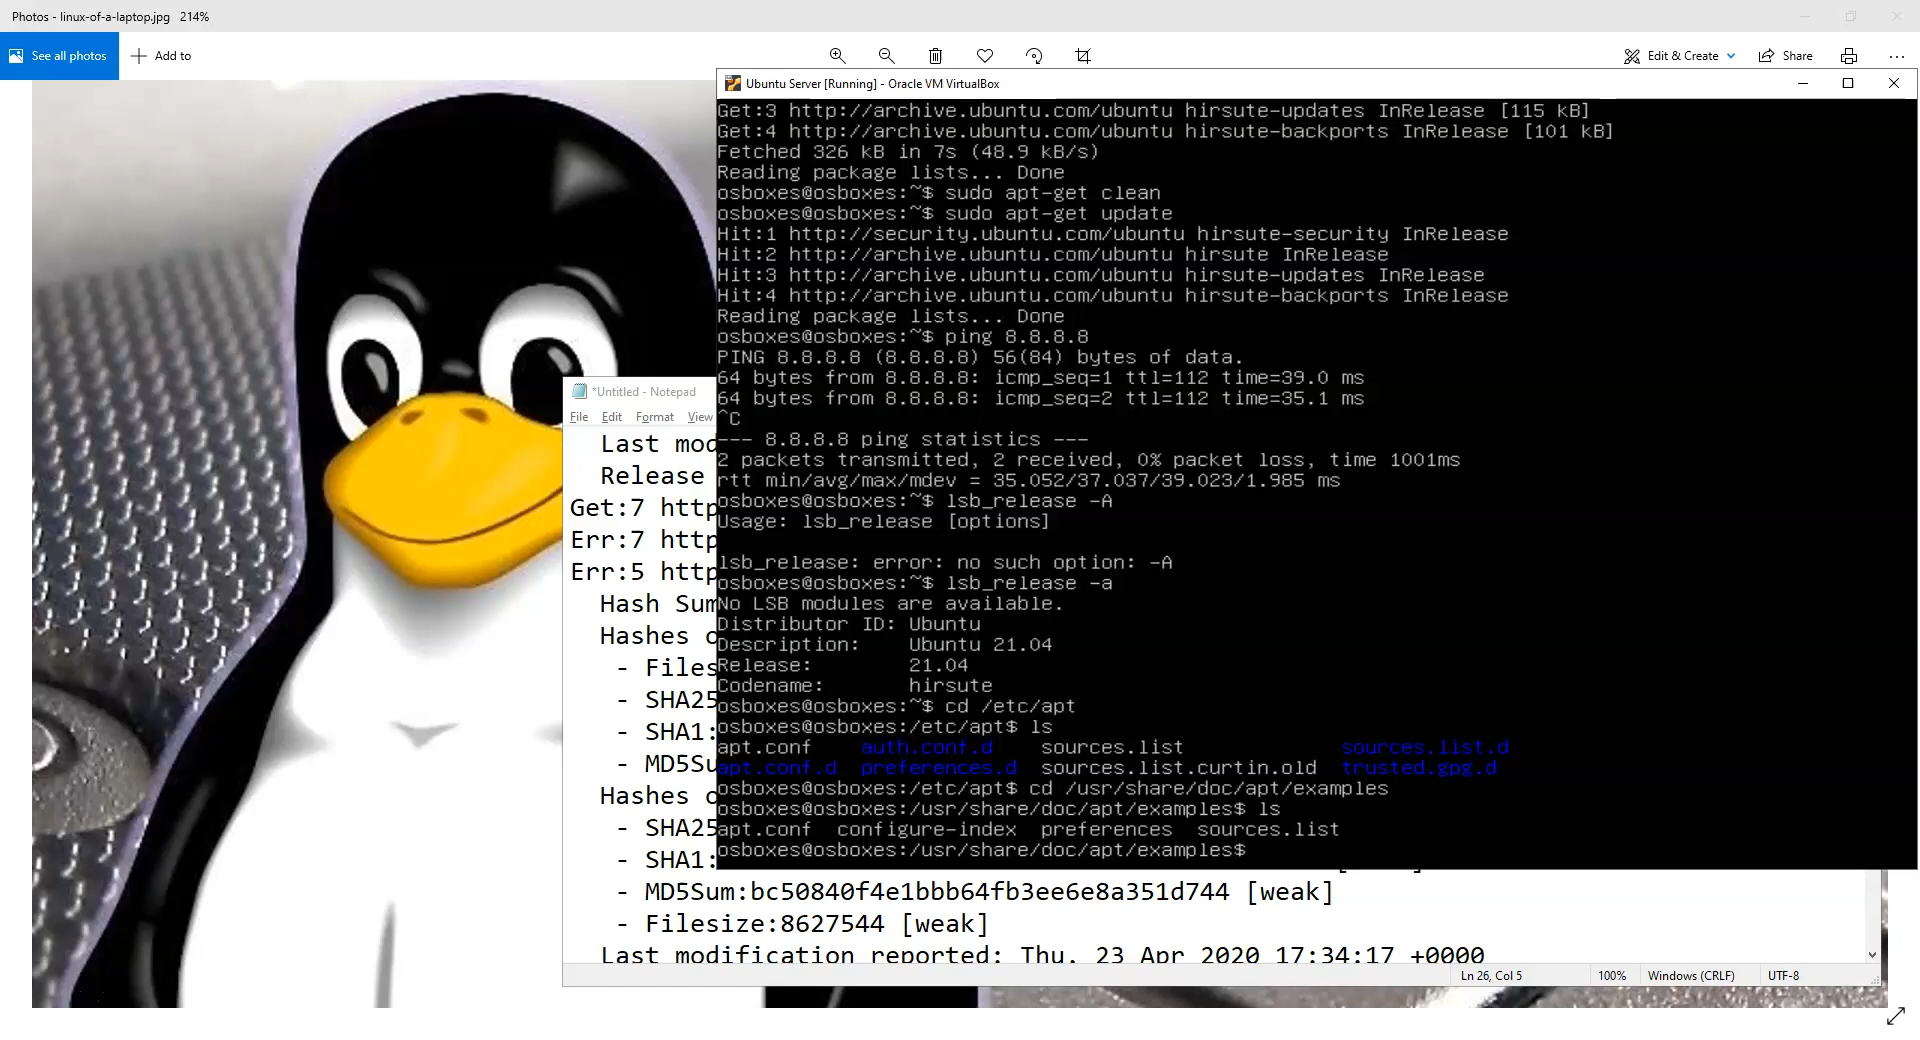 Photos - linux-of-a-laptop.jpg 214%
See all photos
Add to
Edit & Create
Share
Ubuntu Server [Running] - Oracle VM VirtualBox
Get:3 http://archive.ubuntu.com/ubuntu hirsute-updates InRelease [115 kB]
Get:4 http://archive.ubuntu.com/ubuntu hirsute-backports InRelease [101 kB]
Fetched 326 kB in 7s (48.9 kB/s)
Reading package lists... Done
osboxes@osboxes:~$ sudo apt-get clean
osboxes@osboxes:~$ sudo apt-get update
Hit:1 http://security.ubuntu.com/ubuntu hirsute-security InRelease
Hit:2 http://archive.ubuntu.com/ubuntu hirsute InRelease
Hit:3 http://archive.ubuntu.com/ubuntu hirsute-updates InRelease
Hit:4 http://archive.ubuntu.com/ubuntu hirsute-backports InRelease
Reading package lists... Done
osboxes@osboxes:~$ ping 8.8.8.8
PING 8.8.8.8 (8.8.8.8) 56(84) bytes of data.
64 bytes from 8.8.8.8: icmp_seq=1 ttl=112 time=39.0 ms
64 bytes from 8.8.8.8: icmp_seq=2 ttl=112 time=35.1 ms
^C
--- 8.8.8.8 ping statistics ---
2 packets transmitted, 2 received, 0% packet loss, time 1001ms
rtt min/avg/max/mdev = 35.052/37.037/39.023/1.985 ms
osboxes@osboxes:~$ lsb_release -A
Usage: lsb_release [options]
lsb_release: error: no such option: -A
osboxes@osboxes:~$ lsb_release -a
No LSB modules are available.
Distributor ID: Ubuntu
Description: Ubuntu 21.04
Release: 21.04
Codename: hirsute
osboxes@osboxes:~$ cd /etc/apt
osboxes@osboxes:/etc/apt$ ls
apt.conf auth.conf.d sources.list sources.list.d
apt.conf.d preferences.d sources.list.curtin.old trusted.gpg.d
osboxes@osboxes:/etc/apt$ cd /usr/share/doc/apt/examples
osboxes@osboxes:/usr/share/doc/apt/examples$ ls
apt.conf configure-index preferences sources.list
osboxes@osboxes:/usr/share/doc/apt/examples$
*Untitled - Notepad
File Edit Format View
Last mod
Release
Get:7 http
Err:7 http
Err:5 http
Hash Sum
Hashes o
- Files
- SHA25
- SHA1:
- MD5Su
Hashes o
- SHA25
- SHA1:
- MD5Sum:bc50840f4e1bbb64fb3ee6e8a351d744 [weak]
- Filesize:8627544 [weak]
Last modification reported: Thu, 23 Apr 2020 17:34:17 +0000
Ln 26, Col 5 100% Windows (CRLF) UTF-8